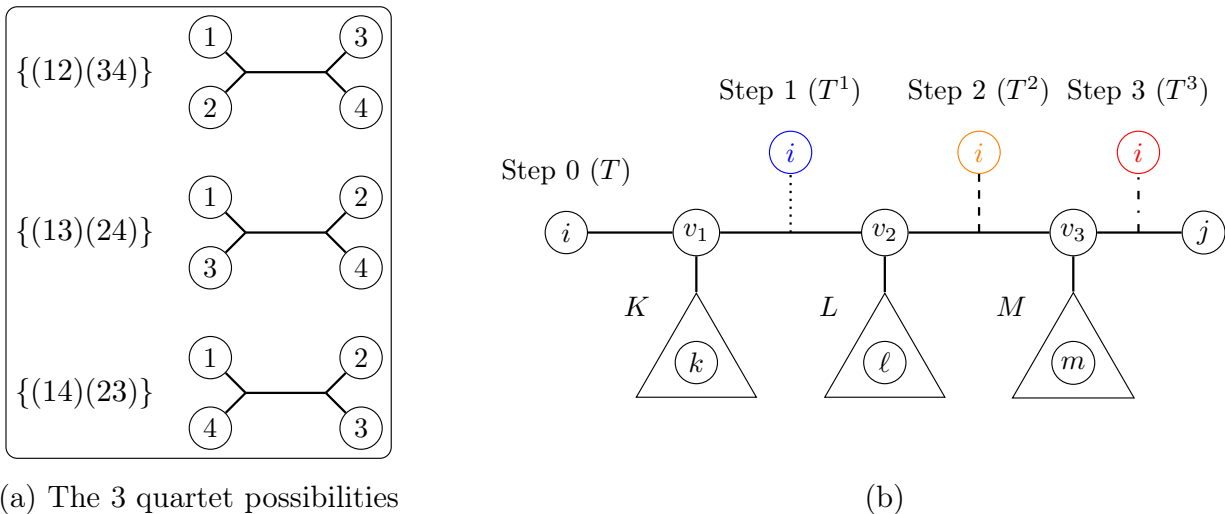 {(12)(34)}
1
3
2
4
{(13)(24)}
1
2
3
4
{(14)(23)}
1
2
4
3
(a) The 3 quartet possibilities
Step 1 (T¹)
Step 2 (T²)
Step 3 (T³)
i
i
i
Step 0 (T)
i
v₁
v₂
v₃
j
K
L
M
k
ℓ
m
(b)